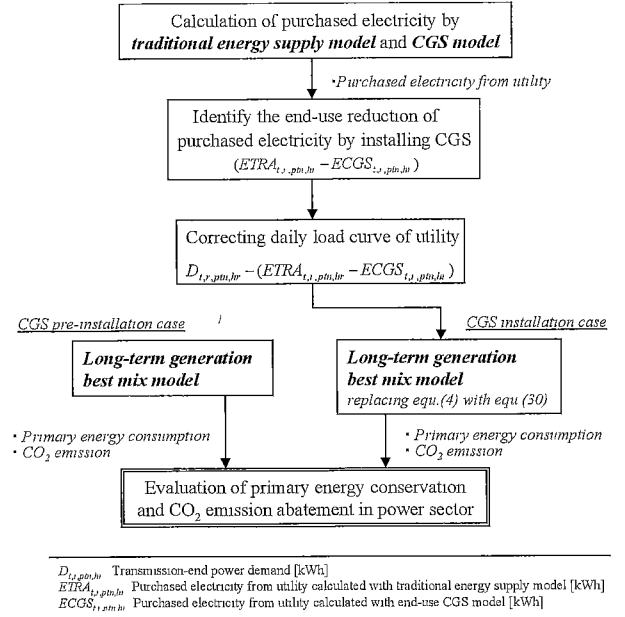 Calculation of purchased electricity by
traditional energy supply model and CGS model
•Purchased electricity from utility
Identify the end-use reduction of
purchased electricity by installing CGS
(ETRA_{t,r,ptn,hr} − ECGS_{t,r,ptn,hr})
Correcting daily load curve of utility
D_{t,r,ptn,hr} − (ETRA_{t,r,ptn,hr} − ECGS_{t,r,ptn,hr})
CGS pre-installation case
CGS installation case
Long-term generation
best mix model
Long-term generation
best mix model
replacing equ.(4) with equ (30)
• Primary energy consumption
• CO₂ emission
• Primary energy consumption
• CO₂ emission
Evaluation of primary energy conservation
and CO₂ emission abatement in power sector
D_{t,r,ptn,hr} Transmission-end power demand [kWh]
ETRA_{t,r,ptn,hr} Purchased electricity from utility calculated with traditional energy supply model [kWh]
ECGS_{t,r,ptn,hr} Purchased electricity from utility calculated with end-use CGS model [kWh]